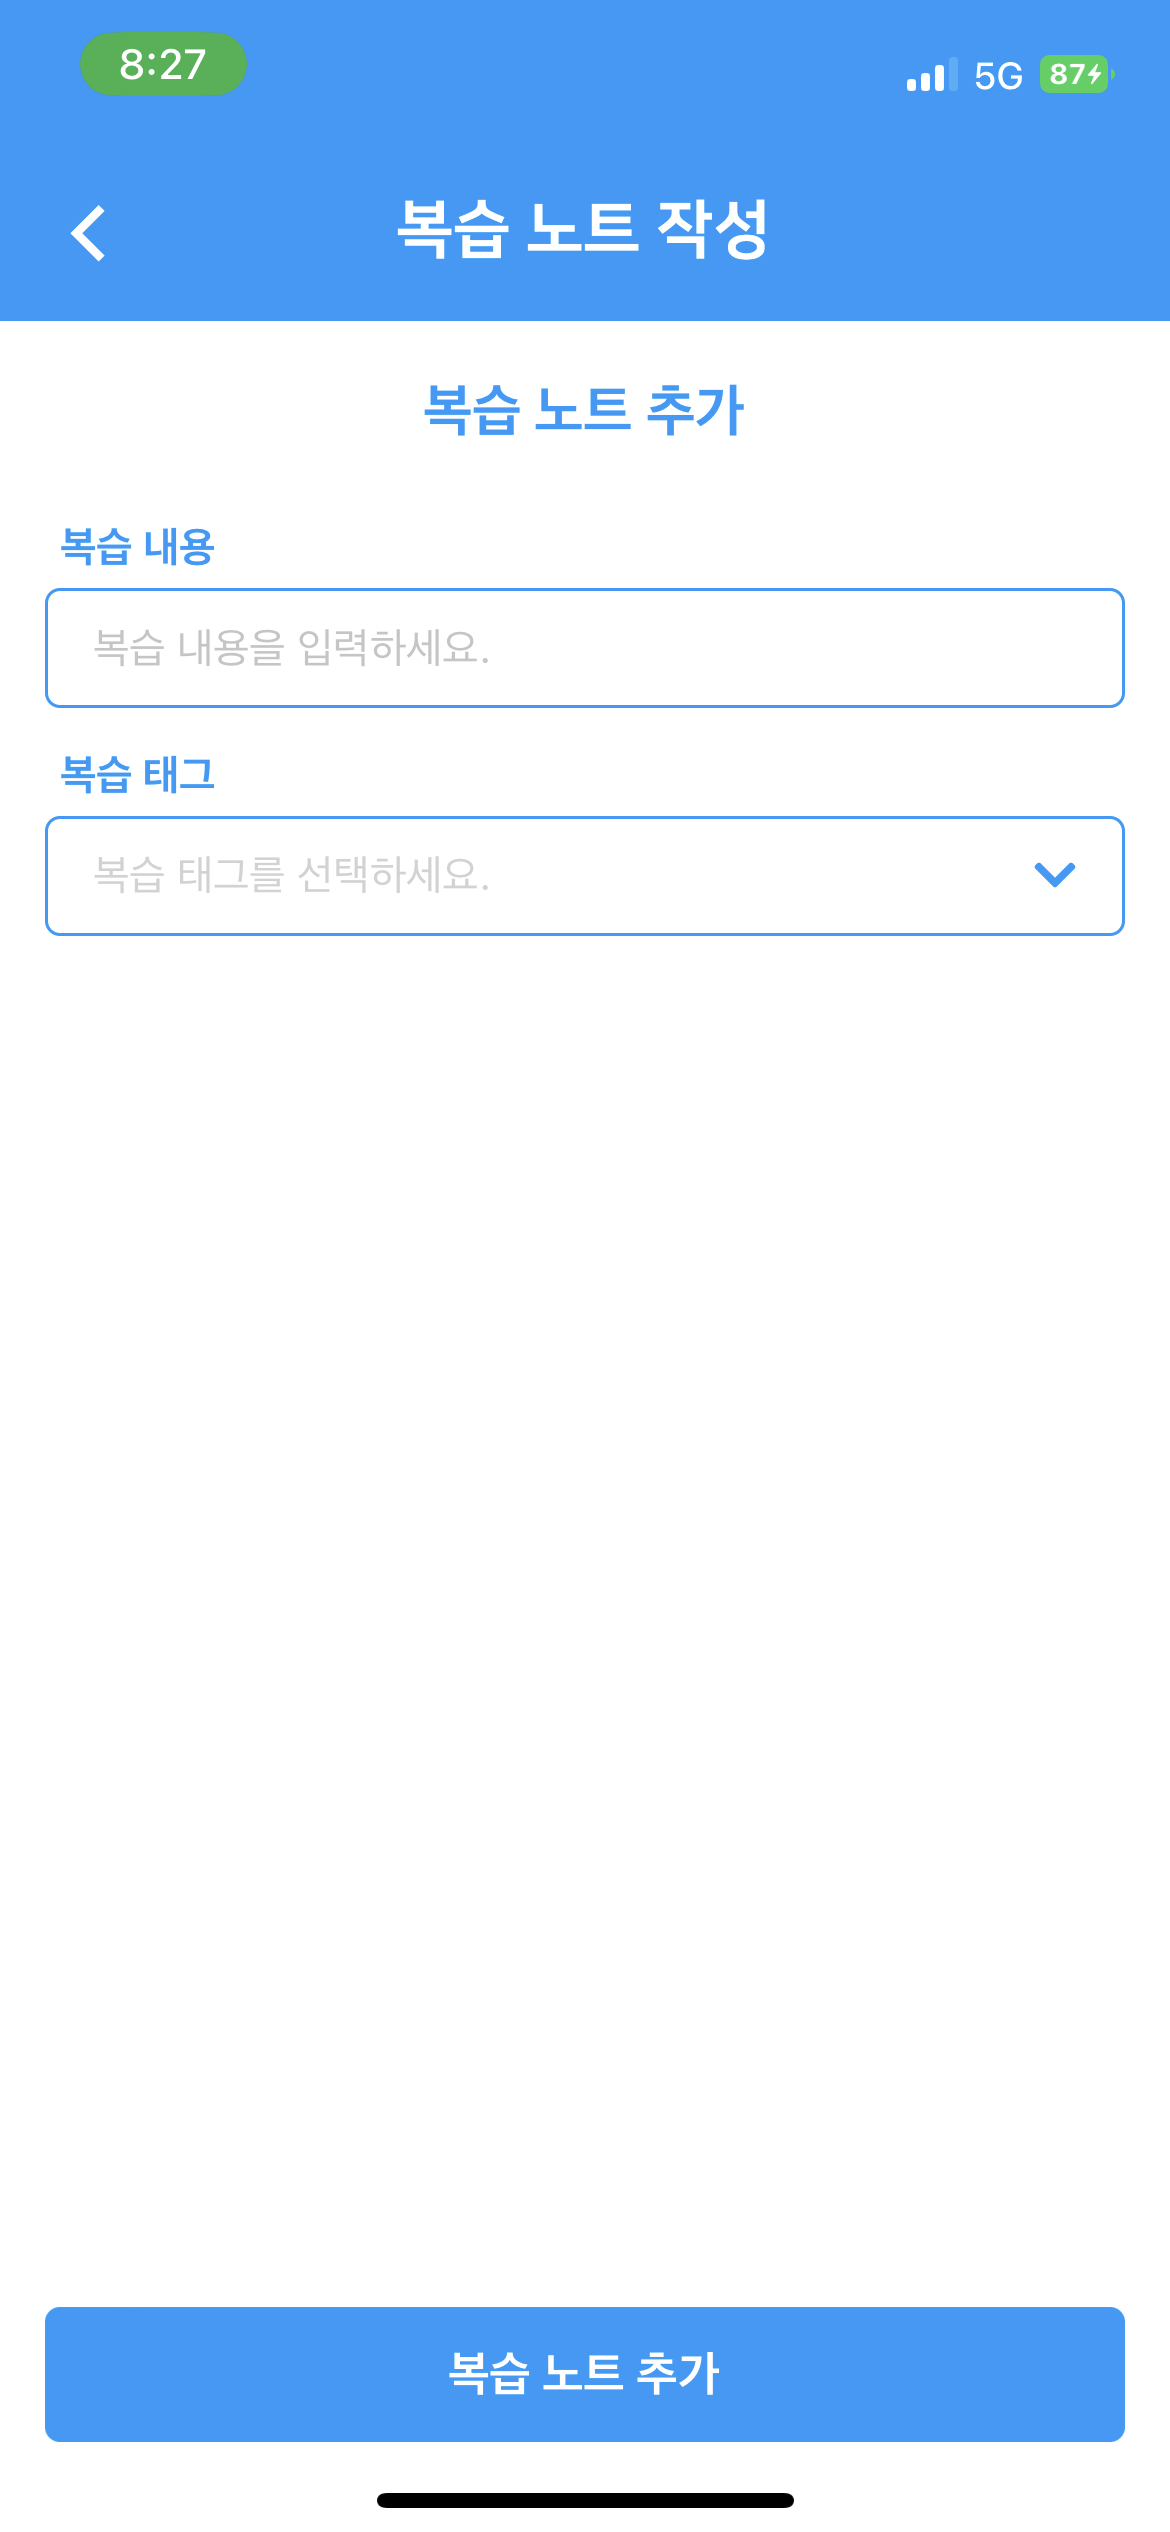 8:27
5G
87
복습 노트 작성
복습 노트 추가
복습 내용
복습 내용을 입력하세요.
복습 태그
복습 태그를 선택하세요.
복습 노트 추가